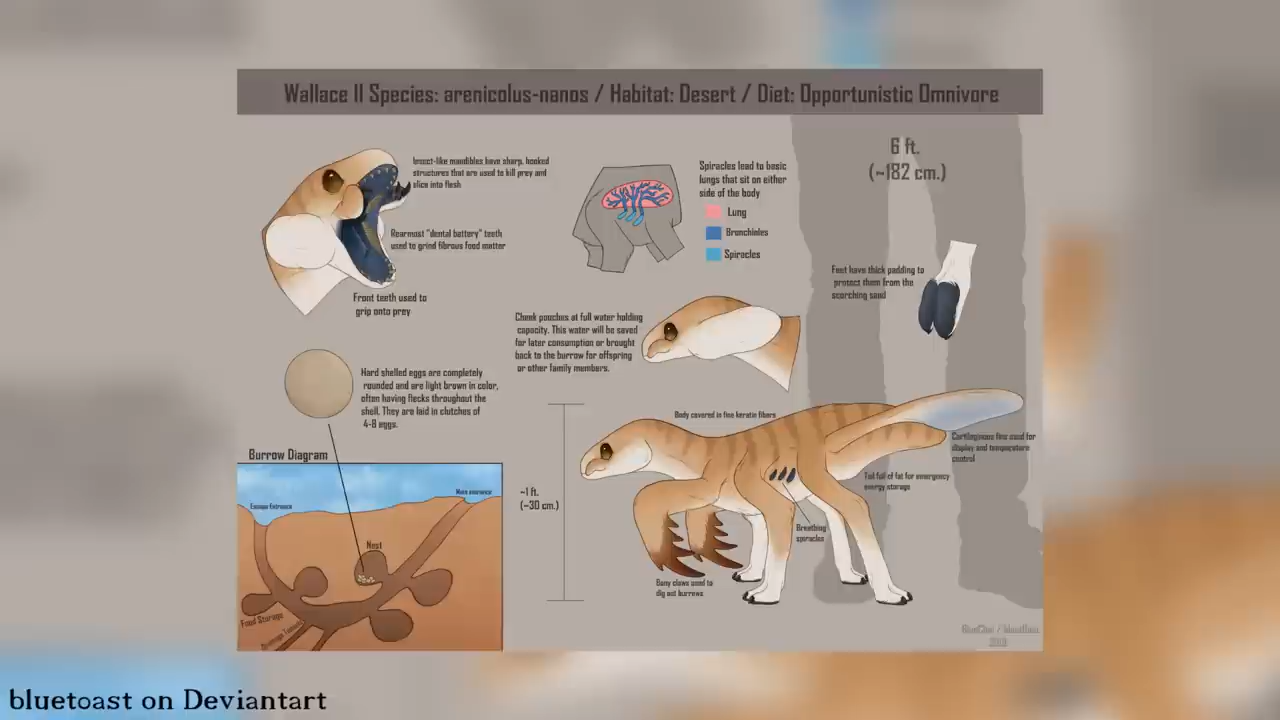 Wallace II Species: arenicolus-nanos / Habitat: Desert / Diet: Opportunistic Omnivore
Insect-like mandibles have sharp, hooked
structures that are used to kill prey and
slice into flesh
Rearmost "dental battery" teeth
used to grind fibrous food matter
Front teeth used to
grip onto prey
Spiracles lead to basic
lungs that sit on either
side of the body
Lung
Bronchioles
Spiracles
6 ft.
(~182 cm.)
Feet have thick padding to
protect them from the
scorching sand
Cheek pouches at full water holding
capacity. This water will be saved
for later consumption or brought
back to the burrow for offspring
or other family members.
Hard shelled eggs are completely
rounded and are light brown in color,
often having flecks throughout the
shell. They are laid in clutches of
4-8 eggs.
Burrow Diagram
Escape Entrance
Main entrance
Nest
Food Storage
Drainage Tunnels
~1 ft.
(~30 cm.)
Body covered in fine keratin fibers
Cartilaginous fins used for
display and temperature
control
Tail full of fat for emergency
energy storage
Breathing
spiracles
Bony claws used to
dig out burrows
bluetoast on Deviantart